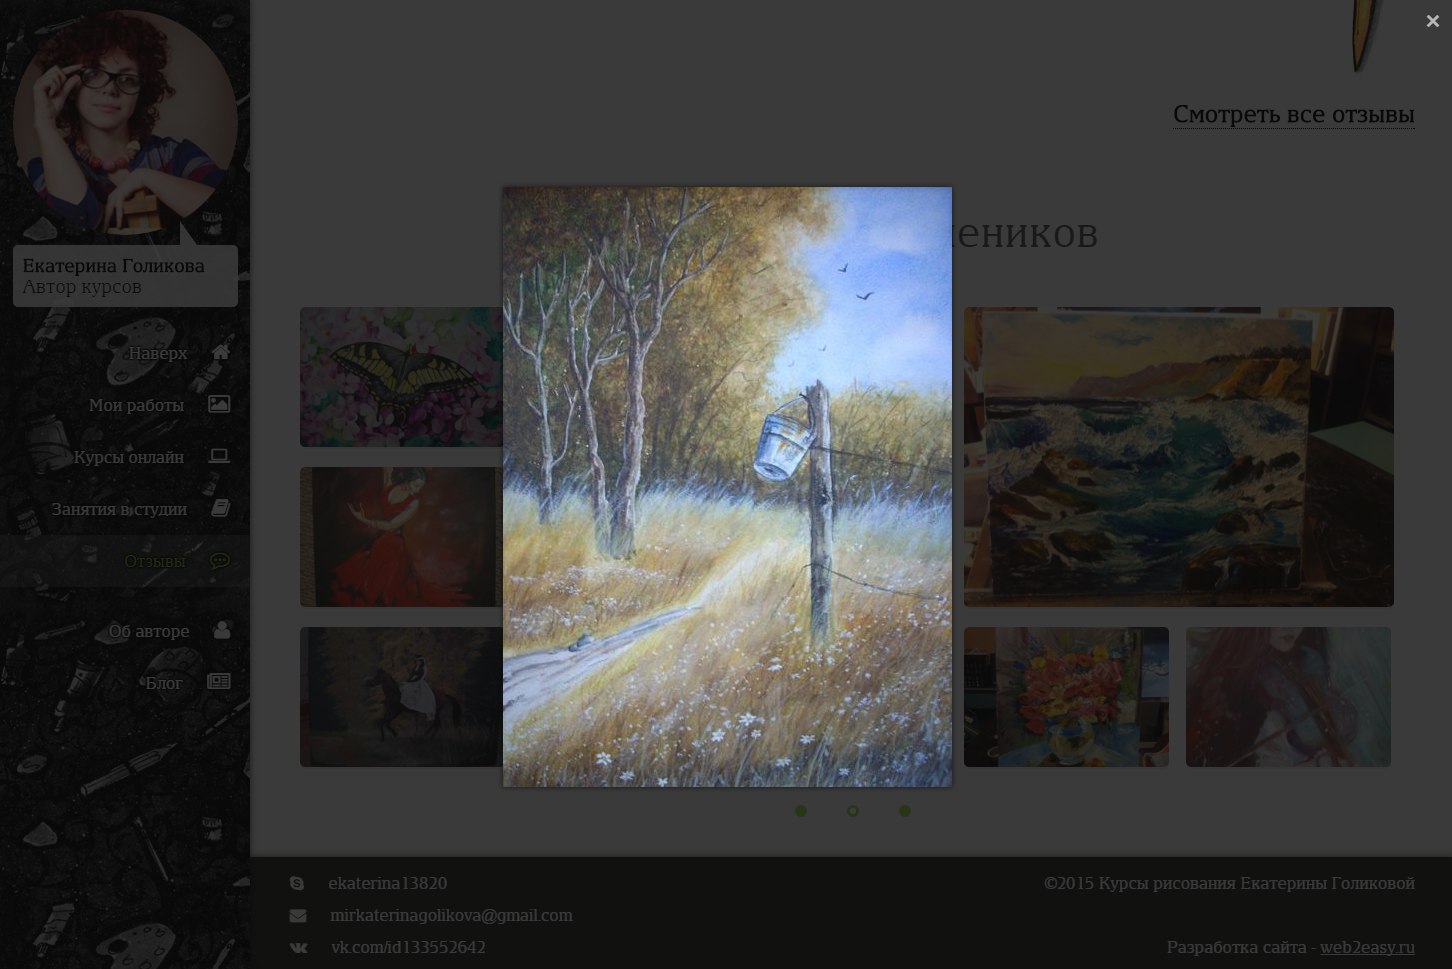 Екатерина Голикова
Автор курсов
Наверх
Мои работы
Курсы онлайн
Занятия в студии
Отзывы
Об авторе
Блог
×
Смотреть все отзывы
ekaterina13820
mirkaterinagolikova@gmail.com
vk.com/id133552642
©2015 Курсы рисования Екатерины Голиковой
Разработка сайта - web2easy.ru